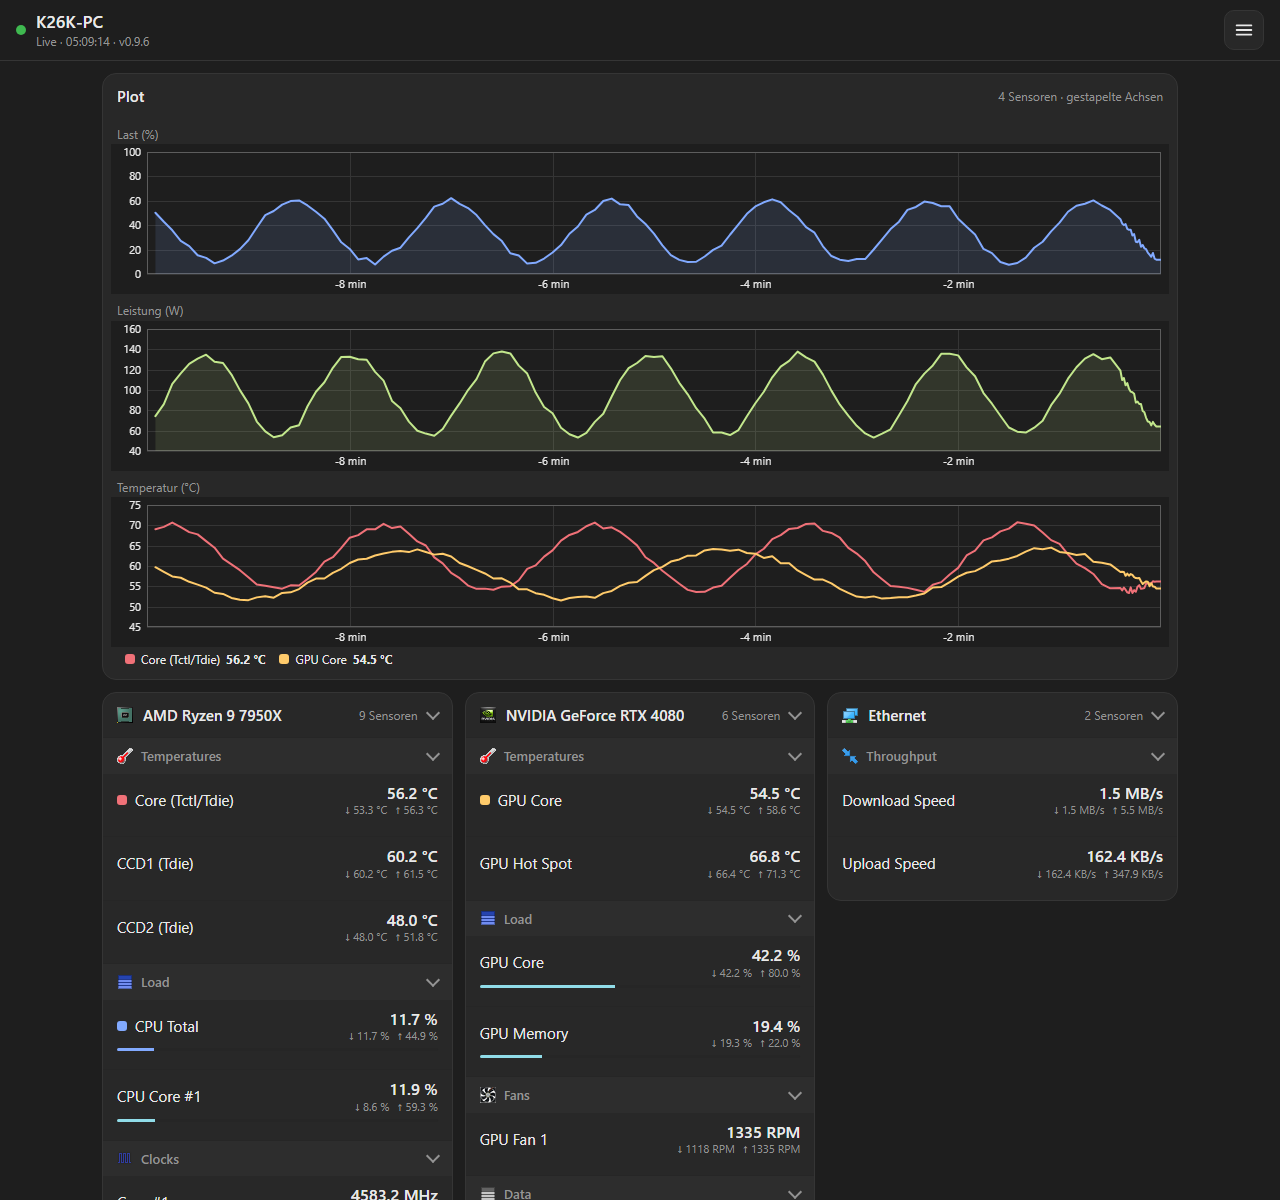 K26K-PC
Live · 05:09:14 · v0.9.6
Plot
4 Sensoren · gestapelte Achsen
Last (%)
100
80
60
40
20
0
-8 min
-6 min
-4 min
-2 min
Leistung (W)
160
140
120
100
80
60
40
-8 min
-6 min
-4 min
-2 min
Temperatur (°C)
75
70
65
60
55
50
45
-8 min
-6 min
-4 min
-2 min
Core (Tctl/Tdie) 56.2 °C GPU Core 54.5 °C
AMD Ryzen 9 7950X
9 Sensoren
Temperatures
Core (Tctl/Tdie)
56.2 °C
↓ 53.3 °C ↑ 56.3 °C
CCD1 (Tdie)
60.2 °C
↓ 60.2 °C ↑ 61.5 °C
CCD2 (Tdie)
48.0 °C
↓ 48.0 °C ↑ 51.8 °C
Load
CPU Total
11.7 %
↓ 11.7 % ↑ 44.9 %
CPU Core #1
11.9 %
↓ 8.6 % ↑ 59.3 %
Clocks
4583.2 MHz
NVIDIA GeForce RTX 4080
6 Sensoren
Temperatures
GPU Core
54.5 °C
↓ 54.5 °C ↑ 58.6 °C
GPU Hot Spot
66.8 °C
↓ 66.4 °C ↑ 71.3 °C
Load
GPU Core
42.2 %
↓ 42.2 % ↑ 80.0 %
GPU Memory
19.4 %
↓ 19.3 % ↑ 22.0 %
Fans
GPU Fan 1
1335 RPM
↓ 1118 RPM ↑ 1335 RPM
Data
Ethernet
2 Sensoren
Throughput
Download Speed
1.5 MB/s
↓ 1.5 MB/s ↑ 5.5 MB/s
Upload Speed
162.4 KB/s
↓ 162.4 KB/s ↑ 347.9 KB/s